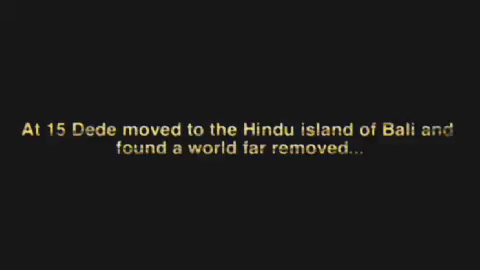 At 15 Dede moved to the Hindu island of Bali and
found a world far removed...